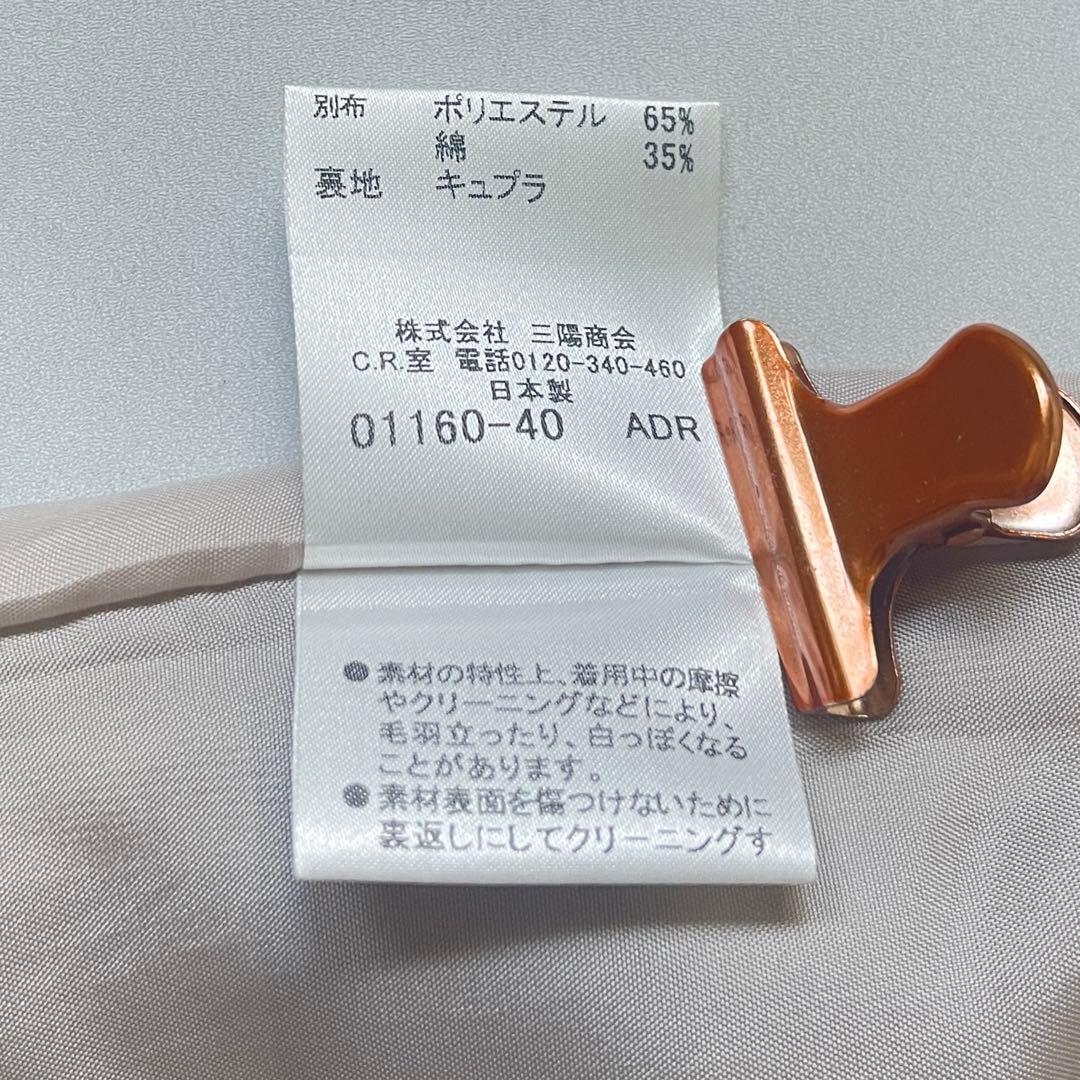 別布 ポリエステル 65%
綿 35%
裏地 キュプラ
株式会社 三陽商会
C.R.室 電話0120-340-460
日本製
01160-40 ADR
●素材の特性上、着用中の摩擦
やクリーニングなどにより、
毛羽立ったり、白っぽくなる
ことがあります。
●素材表面を傷つけないために
裏返しにしてクリーニングす